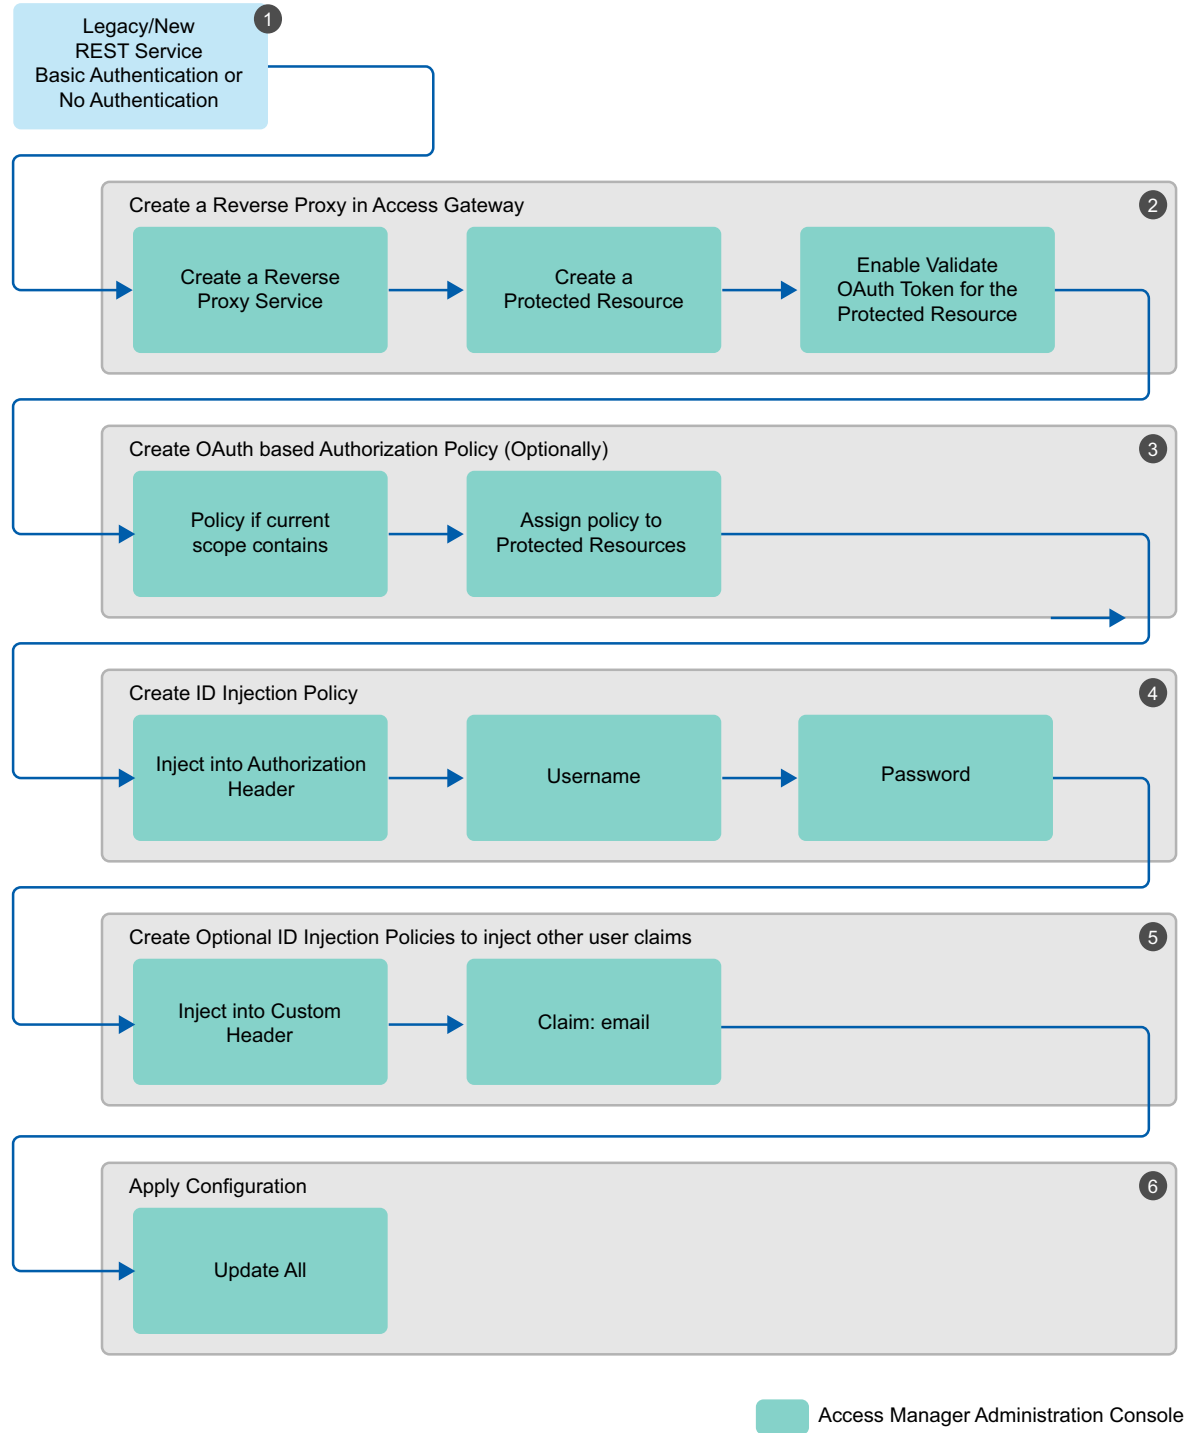 Legacy/New
REST Service
Basic Authentication or
No Authentication
1
Create a Reverse Proxy in Access Gateway
2
Create a Reverse
Proxy Service
Create a
Protected Resource
Enable Validate
OAuth Token for the
Protected Resource
Create OAuth based Authorization Policy (Optionally)
3
Policy if current
scope contains
Assign policy to
Protected Resources
Create ID Injection Policy
4
Inject into Authorization
Header
Username
Password
Create Optional ID Injection Policies to inject other user claims
5
Inject into Custom
Header
Claim: email
Apply Configuration
6
Update All
Access Manager Administration Console